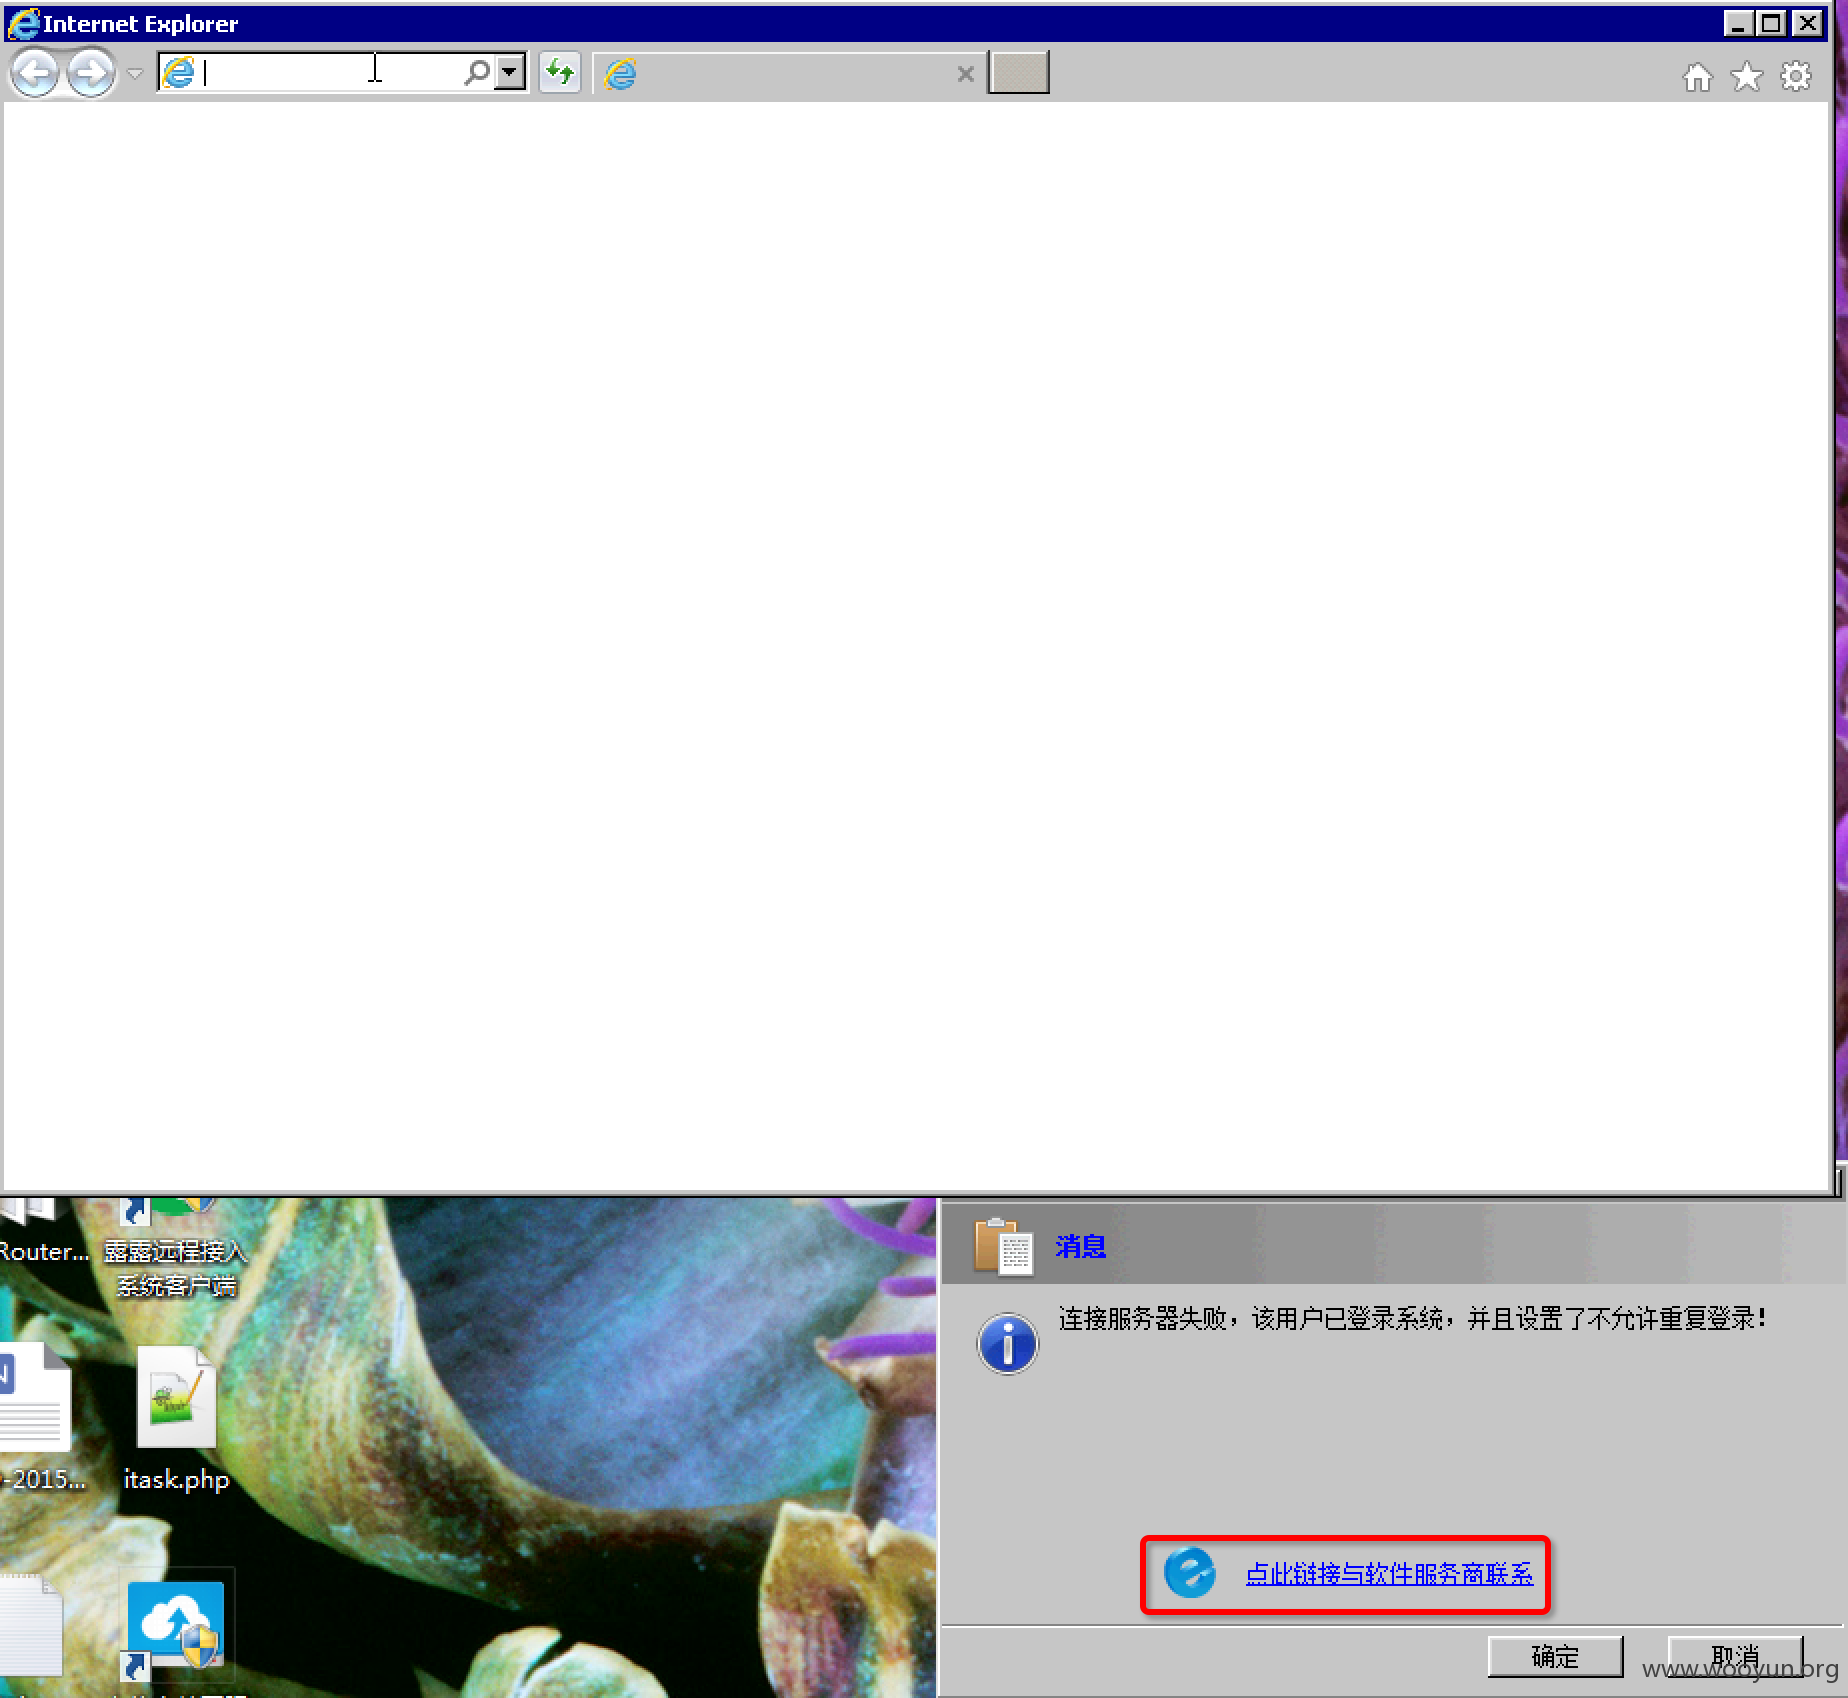 Internet Explorer
Router...
露露远程接入
系统客户端
-2015...
itask.php
消息
连接服务器失败，该用户已登录系统，并且设置了不允许重复登录！
点此链接与软件服务商联系
确定
取消
www.wooyun.org